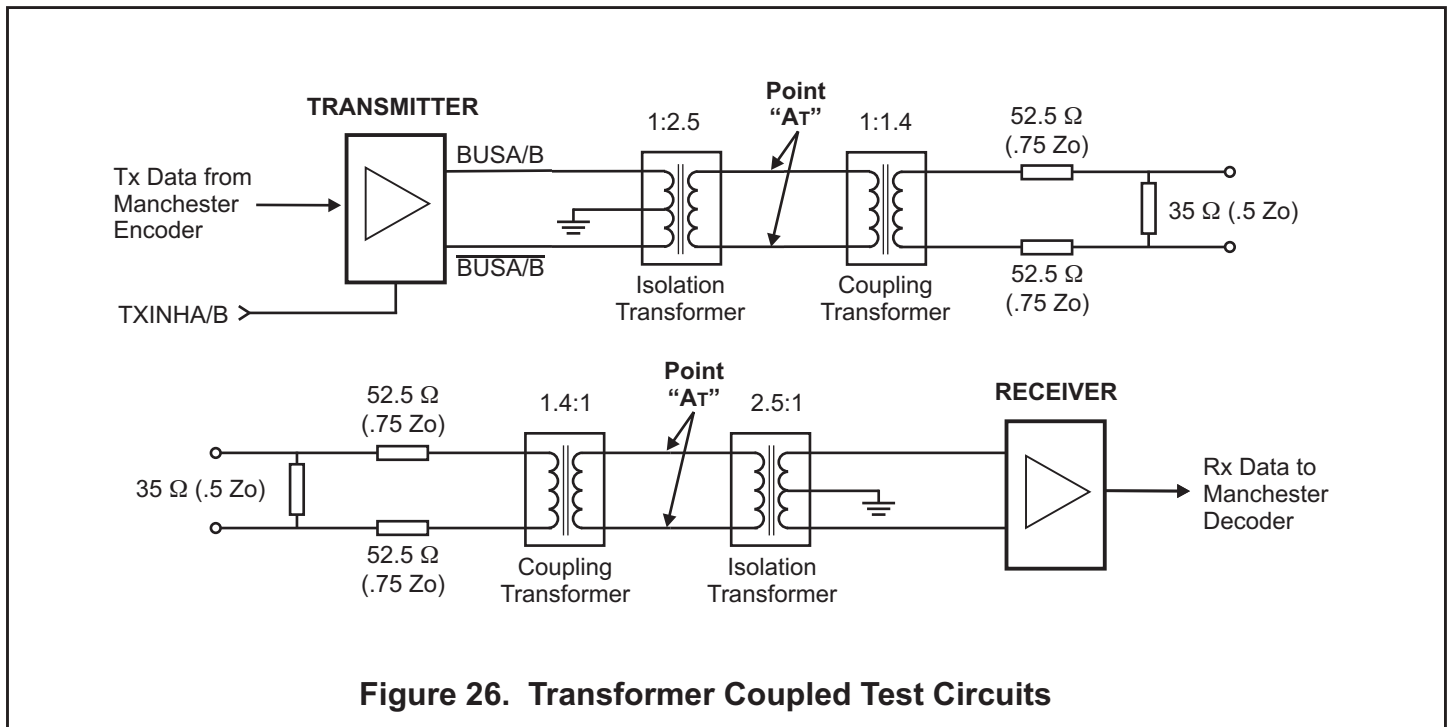 TRANSMITTER
Tx Data from
Manchester
Encoder
TXINHA/B
BUSA/B
BUSA/B
1:2.5
Isolation
Transformer
Point
“AT”
1:1.4
Coupling
Transformer
52.5 Ω
(.75 Zo)
35 Ω (.5 Zo)
52.5 Ω
(.75 Zo)
35 Ω (.5 Zo)
52.5 Ω
(.75 Zo)
52.5 Ω
(.75 Zo)
1.4:1
Coupling
Transformer
Point
“AT”
2.5:1
Isolation
Transformer
RECEIVER
Rx Data to
Manchester
Decoder
Figure 26. Transformer Coupled Test Circuits